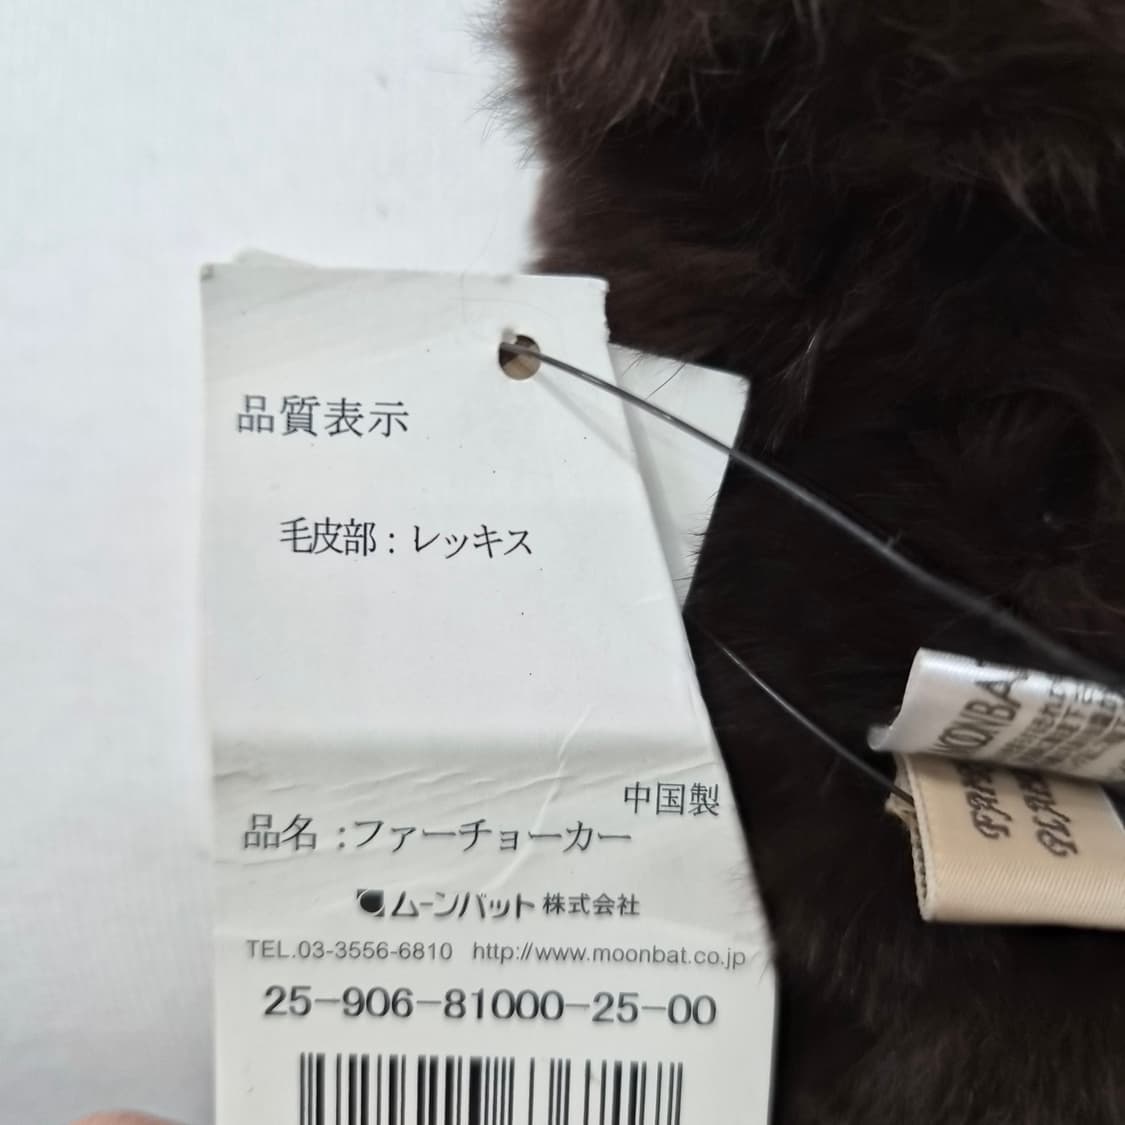 品質表示
毛皮部：レッキス
中国製
品名：ファーチョーカー
ムーンバット 株式会社
TEL.03-3556-6810 http://www.moonbat.co.jp
25-906-81000-25-00
MOONBA